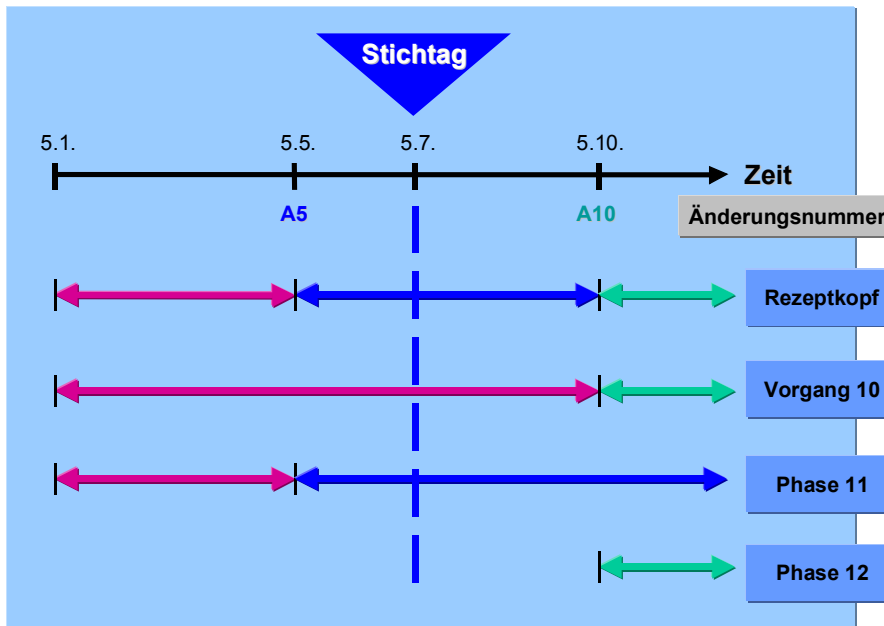 Stichtag
5.1.
5.5.
5.7.
5.10.
Zeit
A5
A10
Änderungsnummer
Rezeptkopf
Vorgang 10
Phase 11
Phase 12